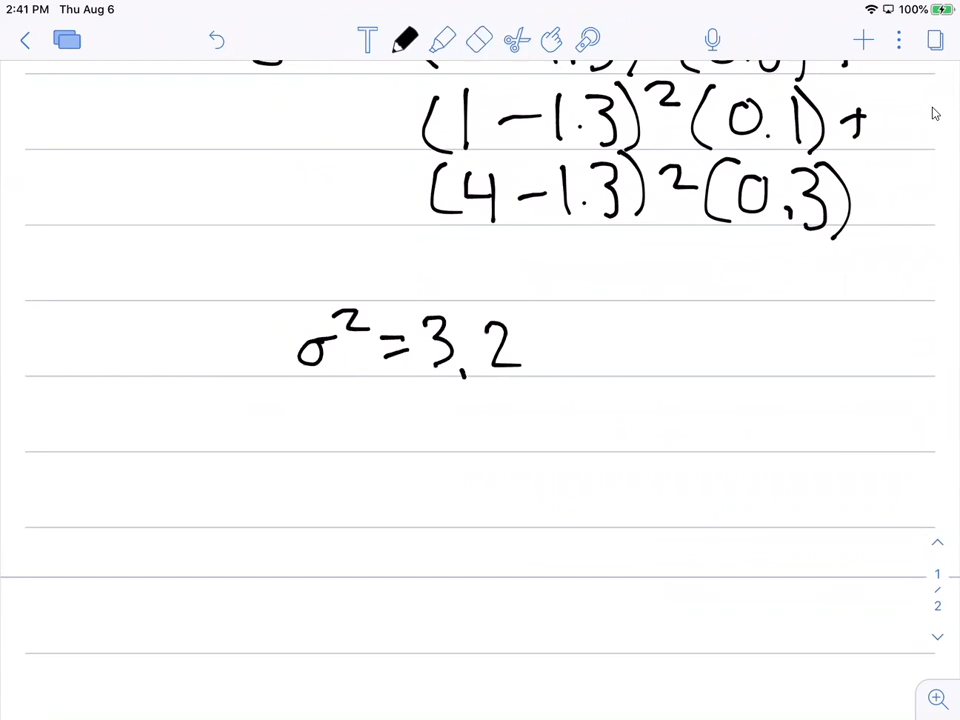 2:41 PM Thu Aug 6 100%
T
(1 - 1.3)² (0.1) +
(4 - 1.3)² (0.3)
σ² = 3.2
1
/
2